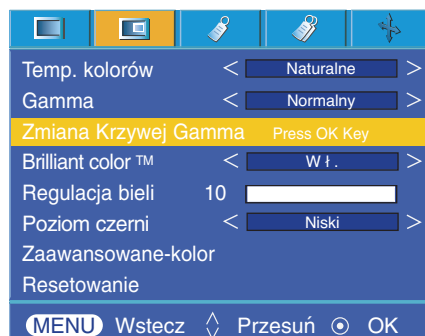 Temp. kolorów < Naturalne >
Gamma < Normalny >
Zmiana Krzywej Gamma Press OK Key
Brilliant color TM < Wł. >
Regulacja bieli 10
Poziom czerni < Niski >
Zaawansowane-kolor
Resetowanie
MENU Wstecz Przesuń OK